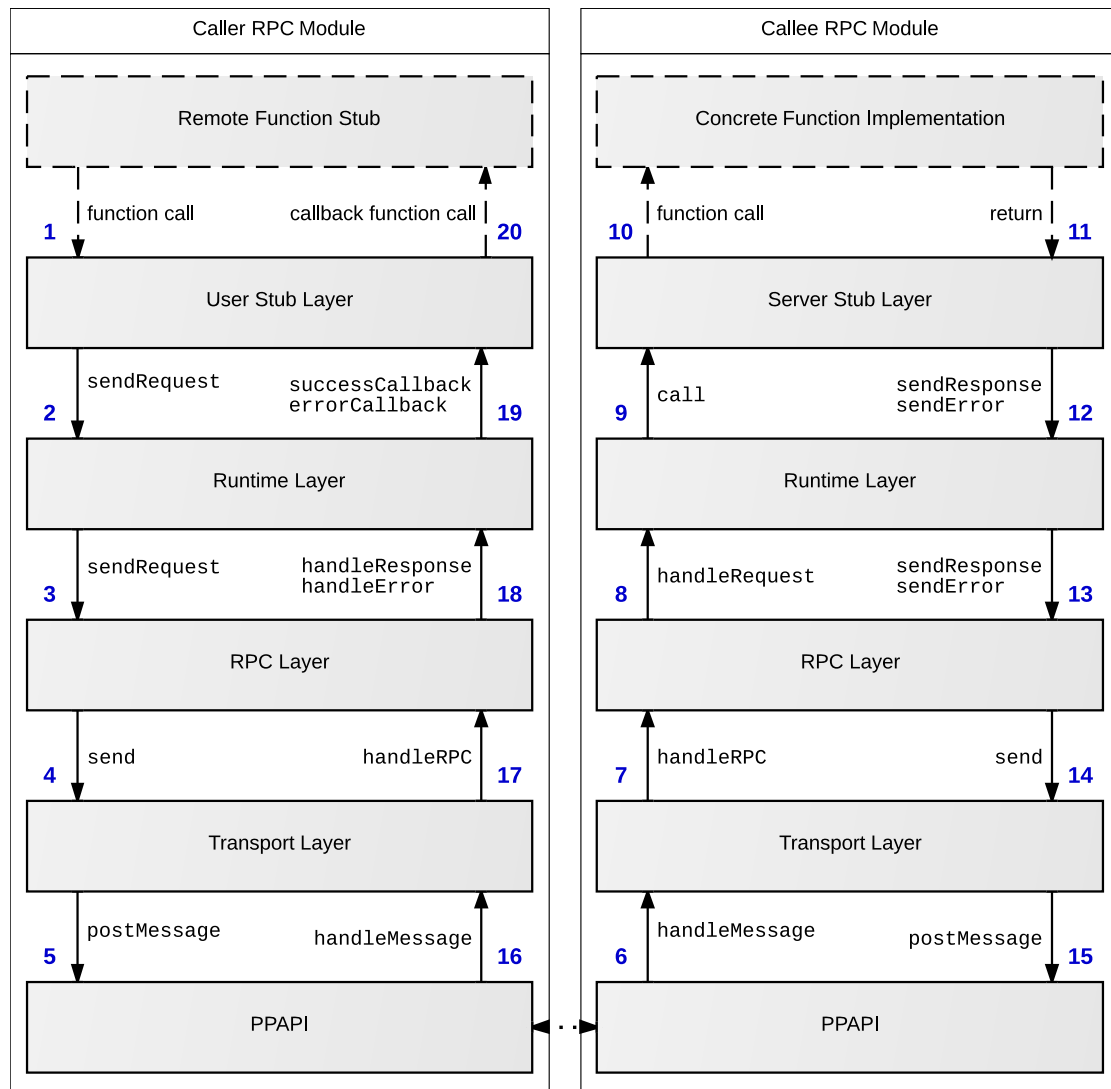 Caller RPC Module
Remote Function Stub
function call
callback function call
1
20
User Stub Layer
sendRequest
successCallback
errorCallback
2
19
Runtime Layer
sendRequest
handleResponse
handleError
3
18
RPC Layer
send
handleRPC
4
17
Transport Layer
postMessage
handleMessage
5
16
PPAPI
Callee RPC Module
Concrete Function Implementation
function call
return
10
11
Server Stub Layer
call
sendResponse
sendError
9
12
Runtime Layer
handleRequest
sendResponse
sendError
8
13
RPC Layer
handleRPC
send
7
14
Transport Layer
handleMessage
postMessage
6
15
PPAPI